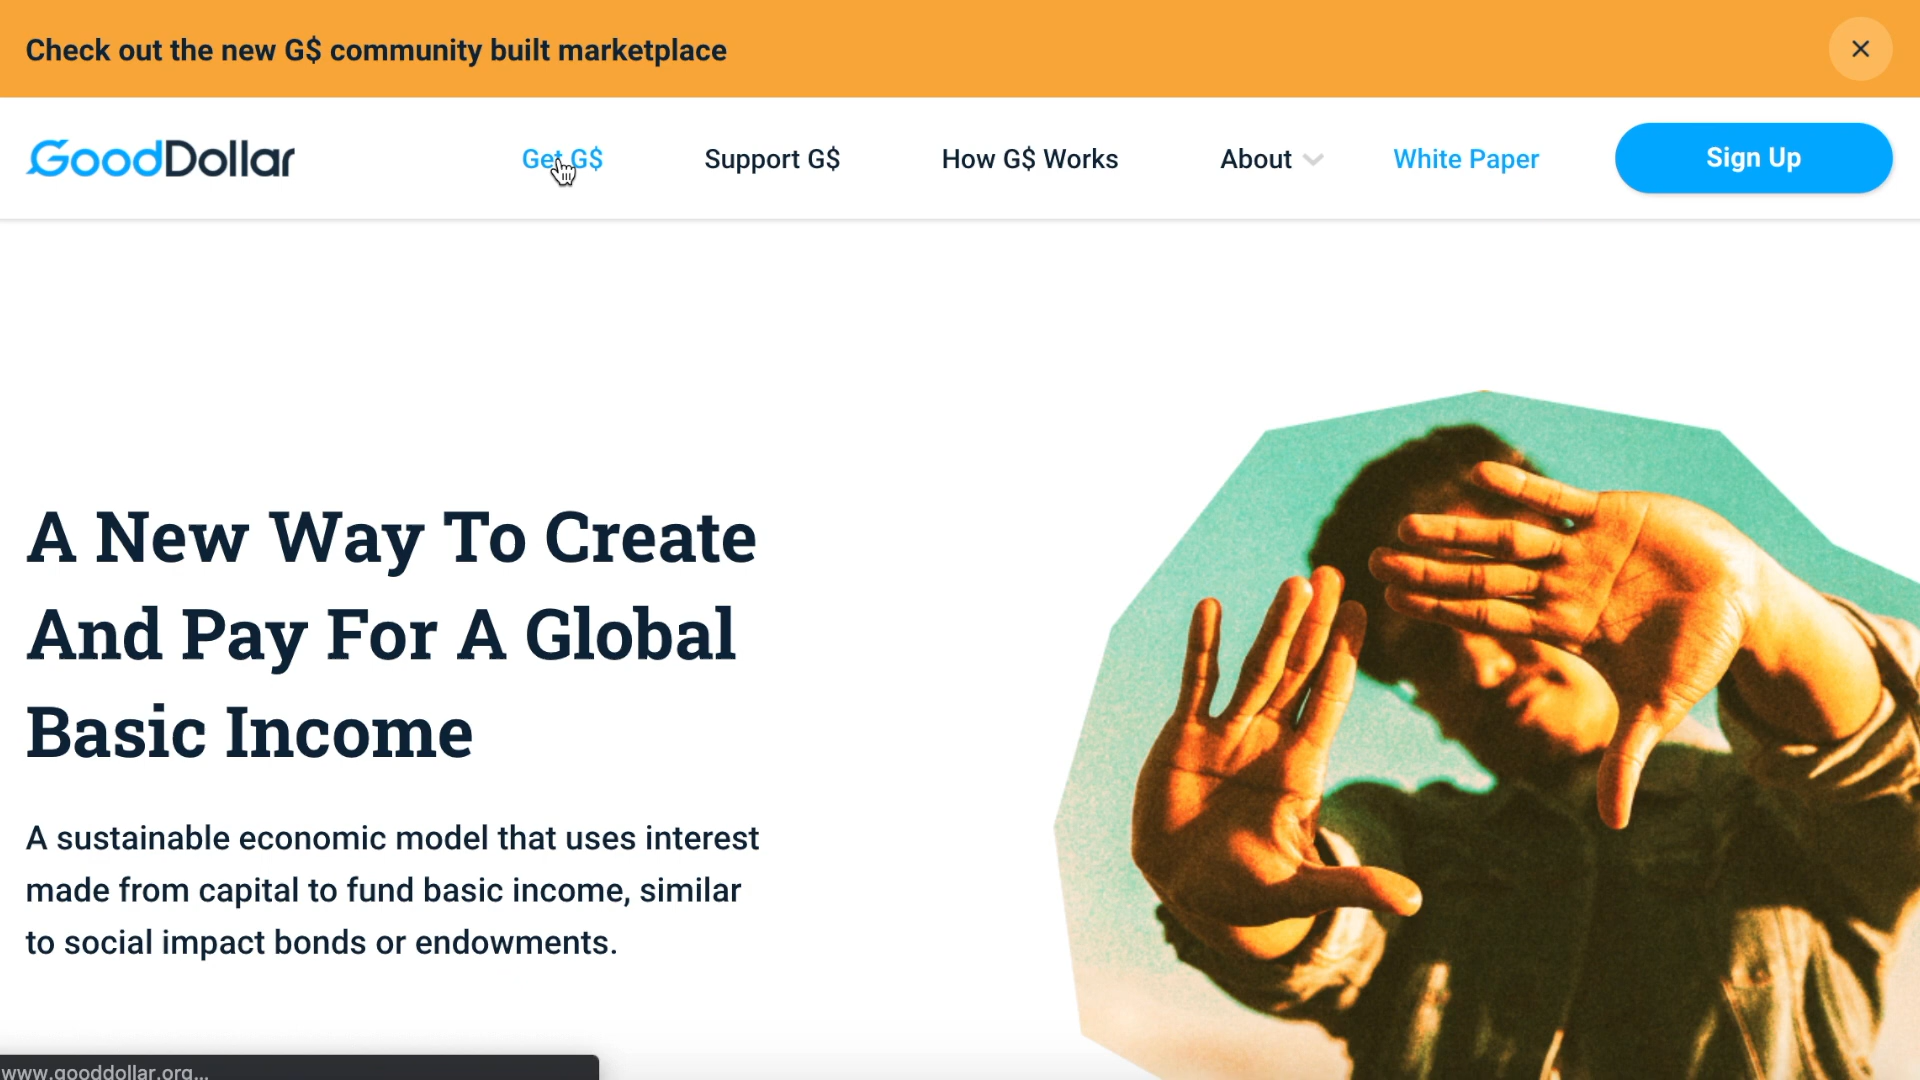 Check out the new G$ community built marketplace
GoodDollar
Get G$
Support G$
How G$ Works
About
White Paper
Sign Up
A New Way To Create
And Pay For A Global
Basic Income
A sustainable economic model that uses interest
made from capital to fund basic income, similar
to social impact bonds or endowments.
www.gooddollar.org...